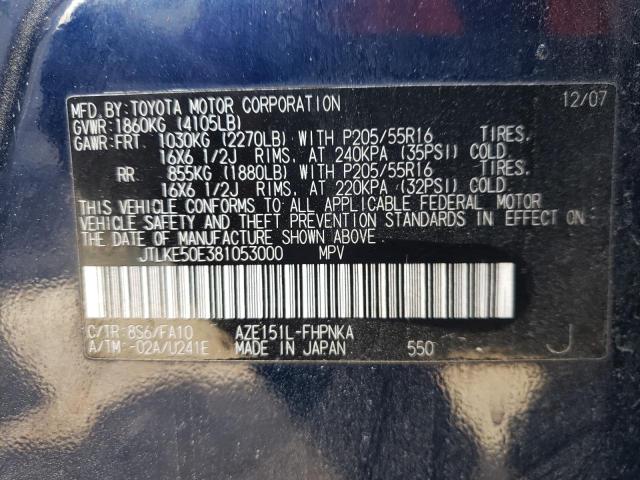 MFD. BY: TOYOTA MOTOR CORPORATION 12/07
GVWR: 1860KG (4105LB)
GAWR: FRT 1030KG (2270LB) WITH P205/55R16 TIRES,
16X6 1/2J RIMS, AT 240KPA (35PSI) COLD
RR 855KG (1880LB) WITH P205/55R16 TIRES,
16X6 1/2J RIMS, AT 220KPA (32PSI) COLD
THIS VEHICLE CONFORMS TO ALL APPLICABLE FEDERAL MOTOR
VEHICLE SAFETY AND THEFT PREVENTION STANDARDS IN EFFECT ON
THE DATE OF MANUFACTURE SHOWN ABOVE.
JTLKE50E381053000 MPV
C/TR: 8S6/FA10 AZE151L-FHPNKA
A/TM: -02A/U241E MADE IN JAPAN 550 J